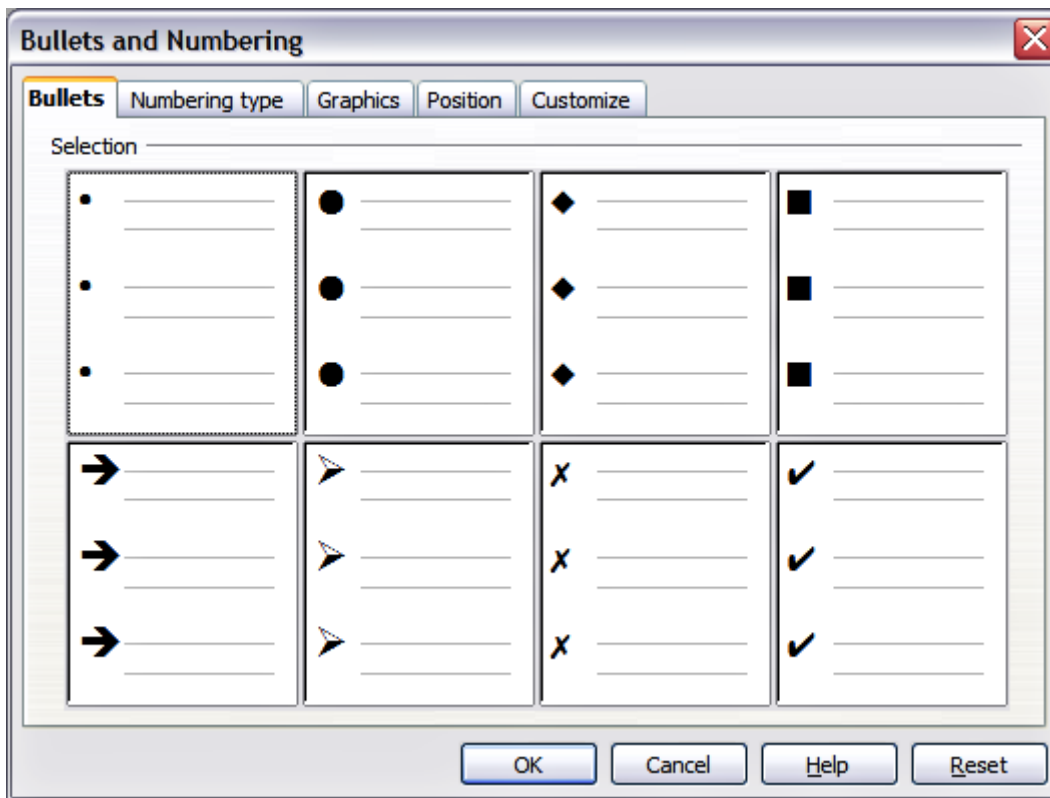 Bullets and Numbering
Bullets Numbering type Graphics Position Customize
Selection
OK Cancel Help Reset